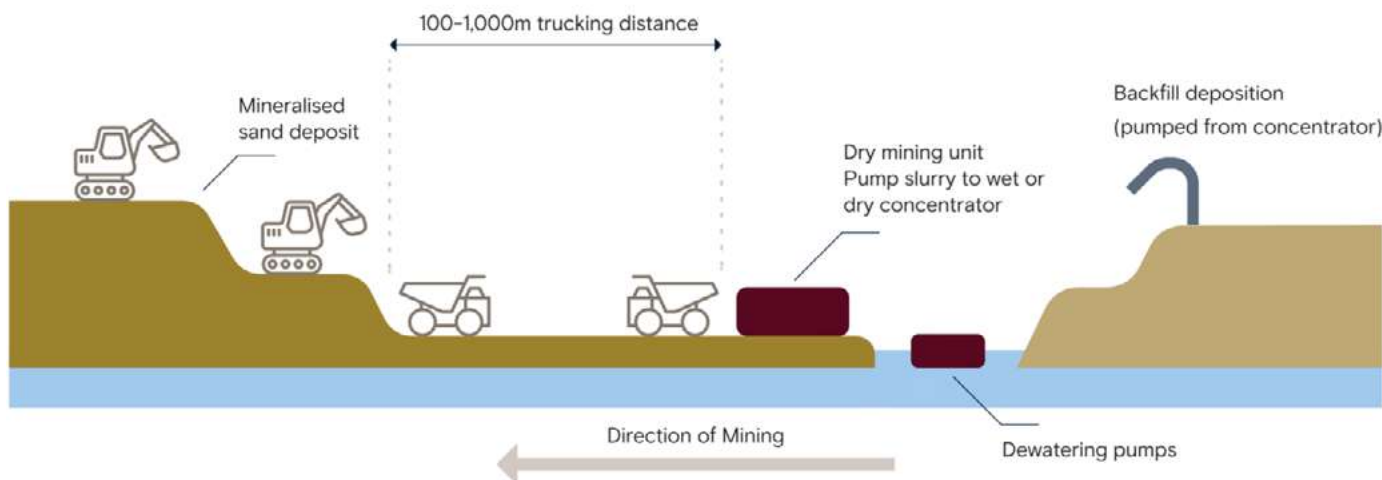 100-1,000m trucking distance
Mineralised
sand deposit
Backfill deposition
(pumped from concentrator)
Dry mining unit
Pump slurry to wet or
dry concentrator
Direction of Mining
Dewatering pumps